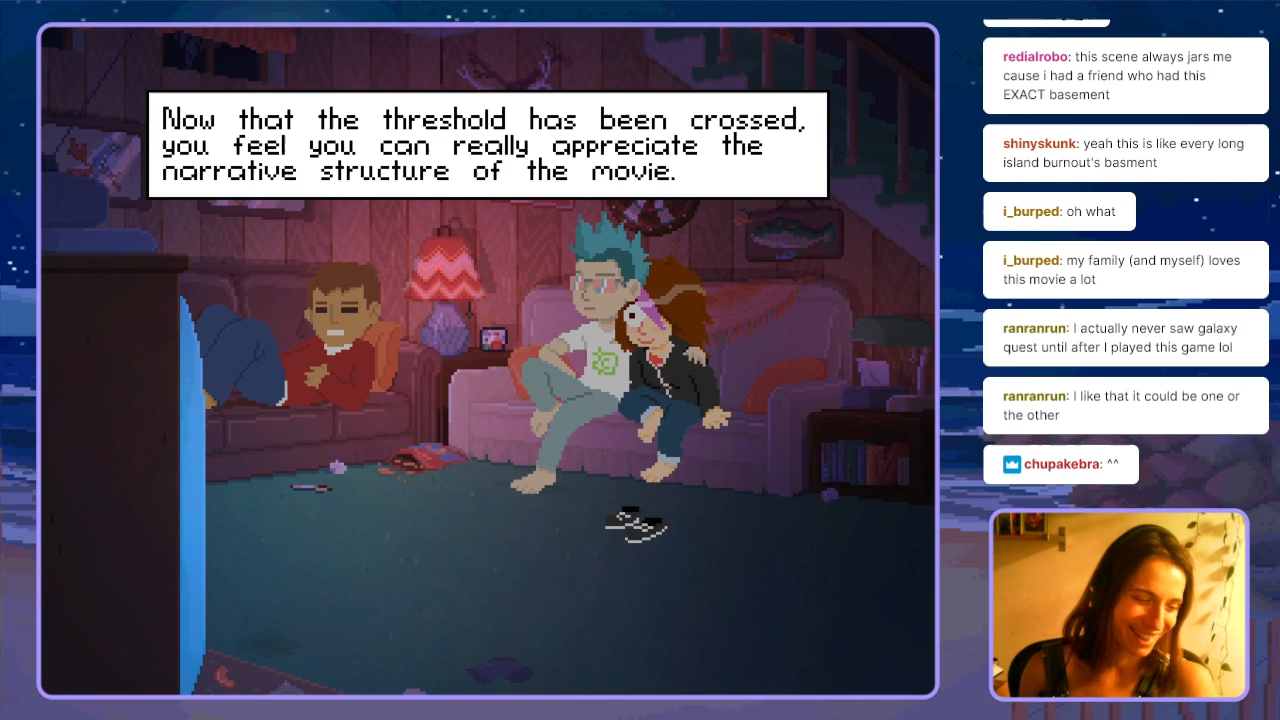 Now that the threshold has been crossed,
you feel you can really appreciate the
narrative structure of the movie.
redialrobo: this scene always jars me
cause i had a friend who had this
EXACT basement
shinyskunk: yeah this is like every long
island burnout's basment
i_burped: oh what
i_burped: my family (and myself) loves
this movie a lot
ranranrun: I actually never saw galaxy
quest until after I played this game lol
ranranrun: I like that it could be one or
the other
chupakebra: ^^